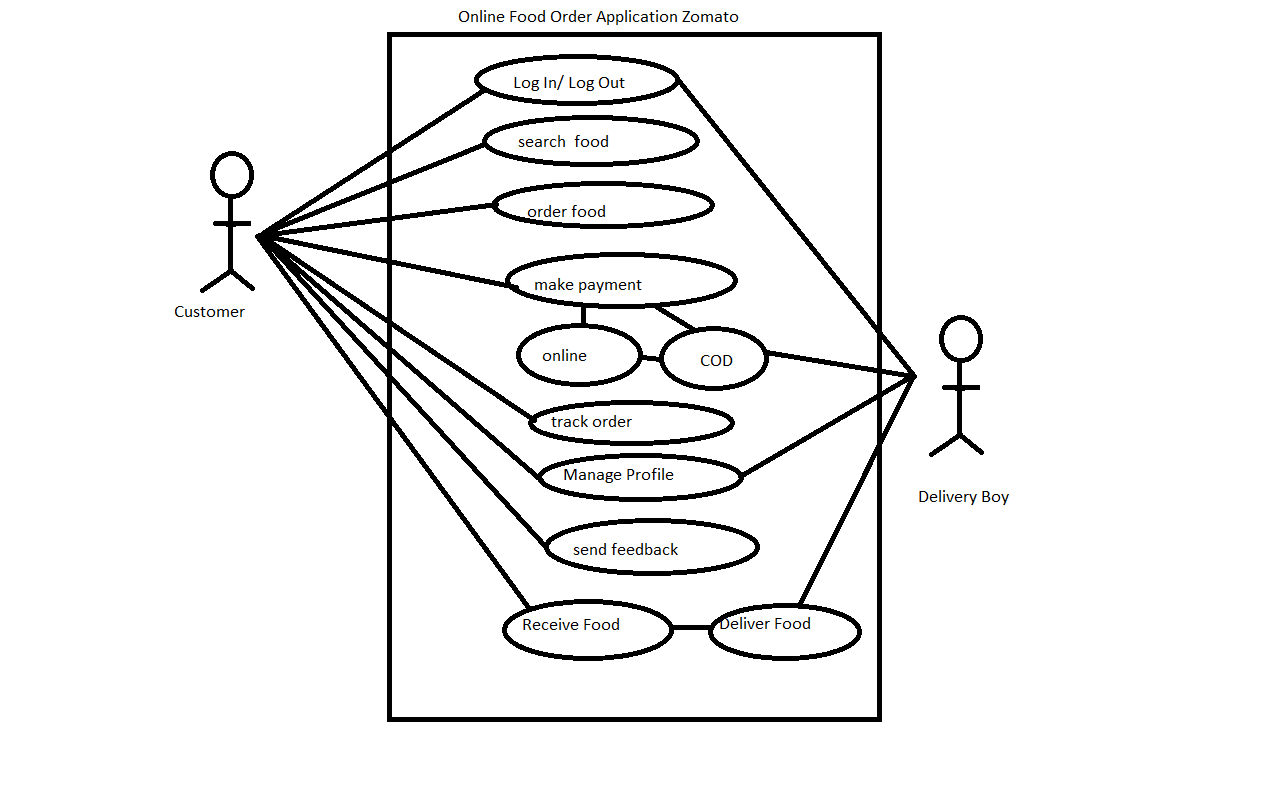 Online Food Order Application Zomato
Log In/ Log Out
search  food
order food
make payment
Customer
online
COD
track order
Manage Profile
Delivery Boy
send feedback
Receive Food
Deliver Food